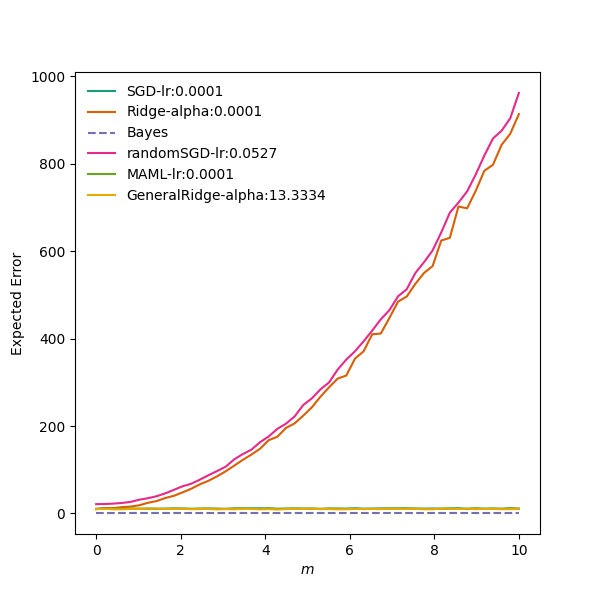 1000
800
600
400
200
0
Expected Error
SGD-lr:0.0001
Ridge-alpha:0.0001
Bayes
randomSGD-lr:0.0527
MAML-lr:0.0001
GeneralRidge-alpha:13.3334
0 2 4 6 8 10
m